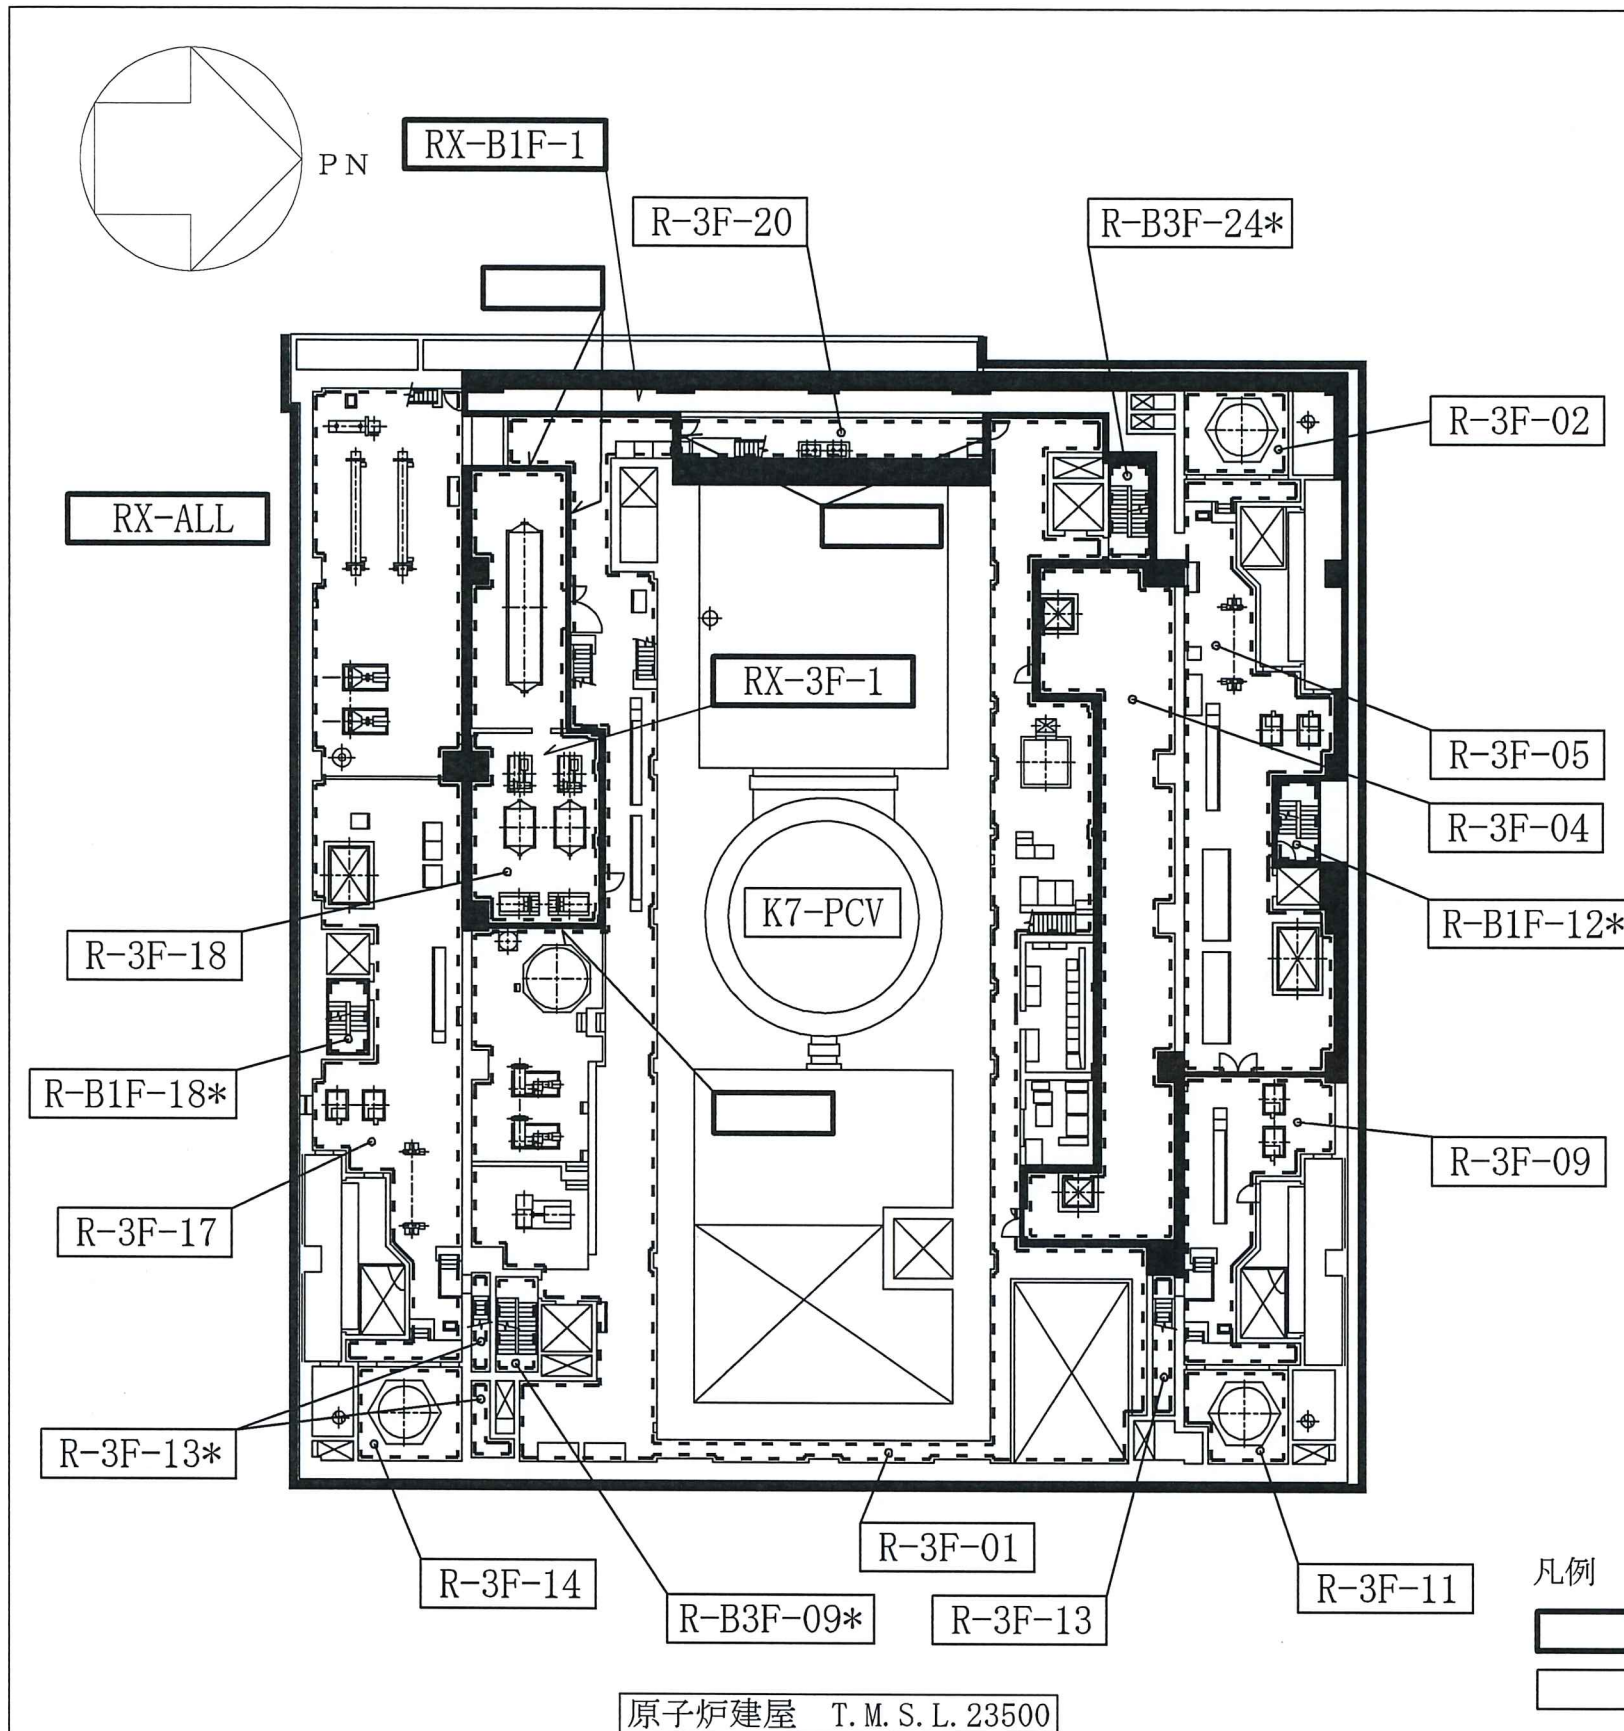 PN
RX-B1F-1
R-3F-20
R-B3F-24*
R-3F-02
RX-ALL
RX-3F-1
R-3F-05
R-3F-04
K7-PCV
R-B1F-12*
R-3F-18
R-B1F-18*
R-3F-09
R-3F-17
R-3F-13*
R-3F-01
R-3F-14
R-3F-11
凡例
R-B3F-09*
R-3F-13
原子炉建屋 T.M.S.L.23500